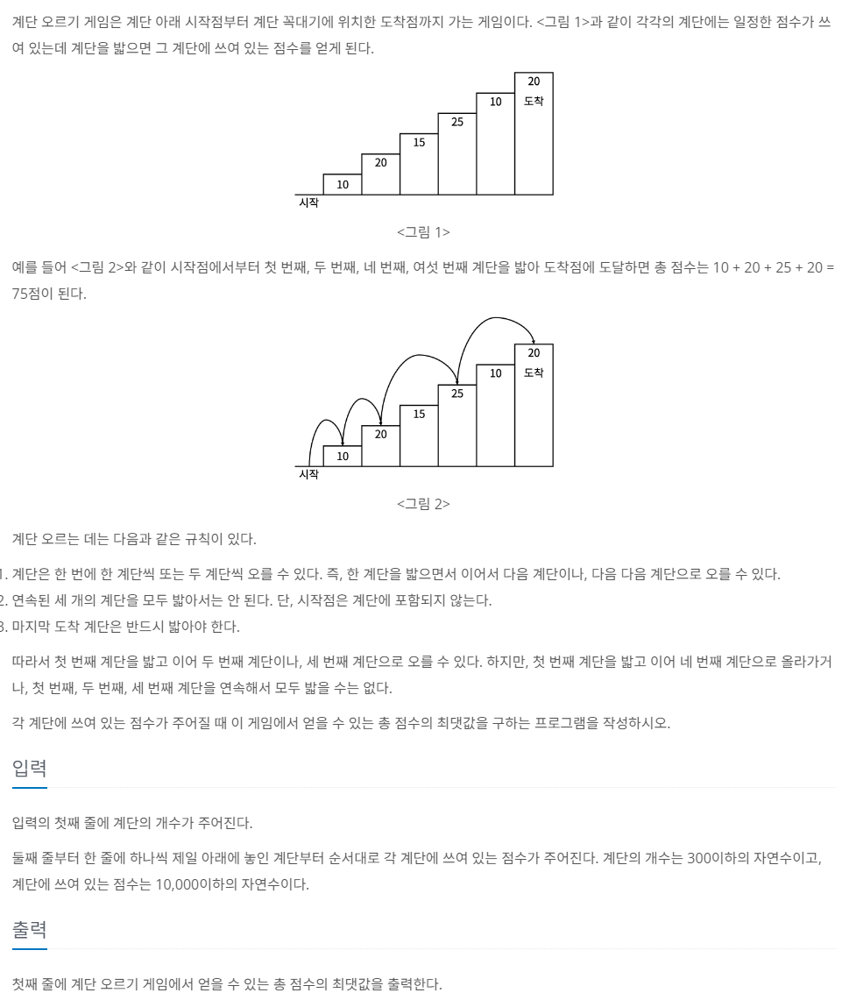 계단 오르기 게임은 계단 아래 시작점부터 계단 꼭대기에 위치한 도착점까지 가는 게임이다. <그림 1>과 같이 각각의 계단에는 일정한 점수가 쓰
여 있는데 계단을 밟으면 그 계단에 쓰여 있는 점수를 얻게 된다.
20
도착
10
25
15
20
10
시작
<그림 1>
예를 들어 <그림 2>와 같이 시작점에서부터 첫 번째, 두 번째, 네 번째, 여섯 번째 계단을 밟아 도착점에 도달하면 총 점수는 10 + 20 + 25 + 20 =
75점이 된다.
20
도착
10
25
15
20
10
시작
<그림 2>
계단 오르는 데는 다음과 같은 규칙이 있다.
1. 계단은 한 번에 한 계단씩 또는 두 계단씩 오를 수 있다. 즉, 한 계단을 밟으면서 이어서 다음 계단이나, 다음 다음 계단으로 오를 수 있다.
2. 연속된 세 개의 계단을 모두 밟아서는 안 된다. 단, 시작점은 계단에 포함되지 않는다.
3. 마지막 도착 계단은 반드시 밟아야 한다.
따라서 첫 번째 계단을 밟고 이어 두 번째 계단이나, 세 번째 계단으로 오를 수 있다. 하지만, 첫 번째 계단을 밟고 이어 네 번째 계단으로 올라가거
나, 첫 번째, 두 번째, 세 번째 계단을 연속해서 모두 밟을 수는 없다.
각 계단에 쓰여 있는 점수가 주어질 때 이 게임에서 얻을 수 있는 총 점수의 최댓값을 구하는 프로그램을 작성하시오.
입력
입력의 첫째 줄에 계단의 개수가 주어진다.
둘째 줄부터 한 줄에 하나씩 제일 아래에 놓인 계단부터 순서대로 각 계단에 쓰여 있는 점수가 주어진다. 계단의 개수는 300이하의 자연수이고,
계단에 쓰여 있는 점수는 10,000이하의 자연수이다.
출력
첫째 줄에 계단 오르기 게임에서 얻을 수 있는 총 점수의 최댓값을 출력한다.